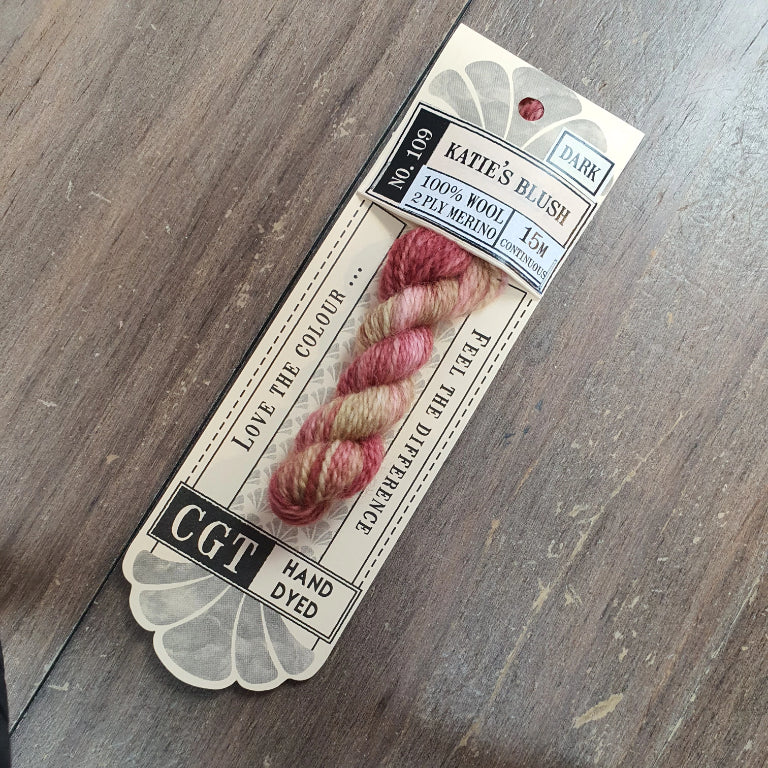 DARK
NO. 109
KATIE'S BLUSH
100% WOOL
2 PLY MERINO
15M
CONTINUOUS
LOVE THE COLOUR ...
FEEL THE DIFFERENCE
CGT
HAND
DYED